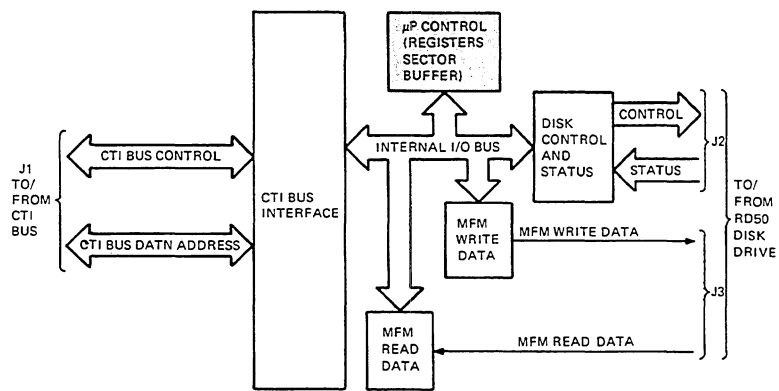 µP CONTROL
(REGISTERS
SECTOR
BUFFER)
J1
TO/
FROM
CTI
BUS
CTI BUS CONTROL
CTI BUS DATN ADDRESS
CTI BUS
INTERFACE
INTERNAL I/O BUS
DISK
CONTROL
AND
STATUS
CONTROL
STATUS
J2
MFM
WRITE
DATA
MFM WRITE DATA
MFM
READ
DATA
MFM READ DATA
J3
TO/
FROM
RD50
DISK
DRIVE